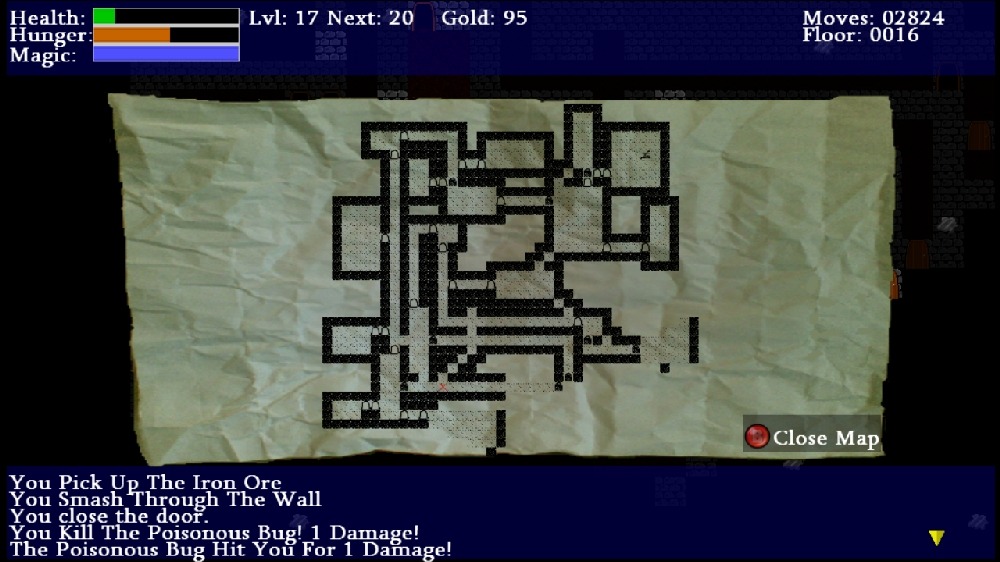 Health: Lvl: 17 Next: 20 Gold: 95 Moves: 02824
Hunger: Floor: 0016
Magic:
Close Map
You Pick Up The Iron Ore
You Smash Through The Wall
You close the door.
You Kill The Poisonous Bug! 1 Damage!
The Poisonous Bug Hit You For 1 Damage!